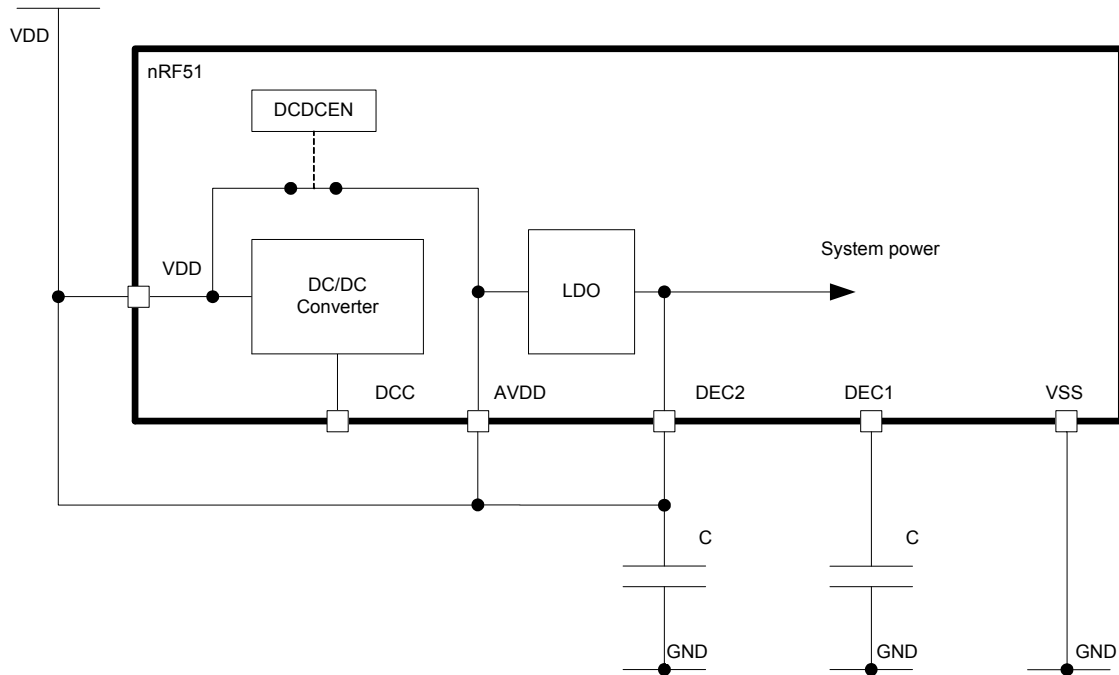 VDD
nRF51
DCDCEN
VDD
DC/DC
Converter
LDO
System power
DCC
AVDD
DEC2
DEC1
VSS
C
C
GND
GND
GND